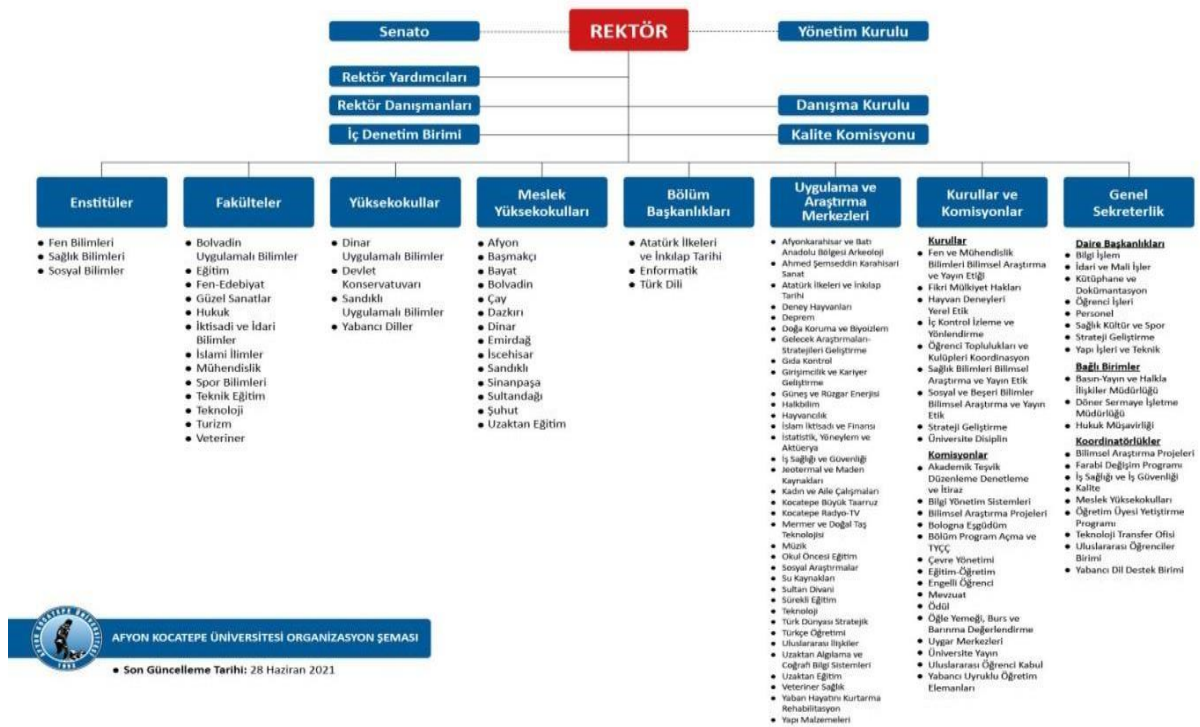 REKTÖR
Senato
Yönetim Kurulu
Rektör Yardımcıları
Rektör Danışmanları
Danışma Kurulu
İç Denetim Birimi
Kalite Komisyonu
Enstitüler
• Fen Bilimleri
• Sağlık Bilimleri
• Sosyal Bilimler
Fakülteler
• Bolvadin
Uygulamalı Bilimler
• Eğitim
• Fen-Edebiyat
• Güzel Sanatlar
• Hukuk
• İktisadi ve İdari
Bilimler
• İslami İlimler
• Mühendislik
• Spor Bilimleri
• Teknik Eğitim
• Teknoloji
• Turizm
• Veteriner
Yüksekokullar
• Dinar
Uygulamalı Bilimler
• Devlet
Konservatuvarı
• Sandıklı
Uygulamalı Bilimler
• Yabancı Diller
Meslek
Yüksekokulları
• Afyon
• Başmakçı
• Bayat
• Bolvadin
• Çay
• Dazkırı
• Dinar
• Emirdağ
• İscehisar
• Sandıklı
• Sinanpaşa
• Sultandağı
• Şuhut
• Uzaktan Eğitim
Bölüm
Başkanlıkları
• Atatürk İlkeleri
ve İnkılap Tarihi
• Enformatik
• Türk Dili
Uygulama ve
Araştırma
Merkezleri
• Afyonkarahisar ve Batı
Anadolu Bölgesi Arkeoloji
• Ahmed Şemseddin Karahisari
Sanat
• Atatürk İlkeleri ve İnkılap
Tarihi
• Deney Hayvanları
• Deprem
• Doğa Koruma ve Biyoizlem
• Gelecek Araştırmaları-
Stratejileri Geliştirme
• Gıda Kontrol
• Girişimcilik ve Kariyer
Geliştirme
• Güneş ve Rüzgar Enerjisi
• Halkbilim
• Hayvancılık
• İslam İktisadı ve Finansı
• İstatistik, Yöneylem ve
Aktüerya
• İş Sağlığı ve Güvenliği
• Jeotermal ve Maden
Kaynakları
• Kadın ve Aile Çalışmaları
• Kocatepe Büyük Taarruz
• Kocatepe Radyo-TV
• Mermer ve Doğal Taş
Teknolojisi
• Müzik
• Okul Öncesi Eğitim
• Sosyal Araştırmalar
• Su Kaynakları
• Sultan Divani
• Sürekli Eğitim
• Teknoloji
• Türk Dünyası Stratejik
• Türkçe Öğretimi
• Uluslararası İlişkiler
• Uzaktan Algılama ve
Coğrafi Bilgi Sistemleri
• Uzaktan Eğitim
• Veteriner Sağlık
• Yaban Hayatını Kurtarma
Rehabilitasyon
• Yapı Malzemeleri
Kurullar ve
Komisyonlar
Kurullar
• Fen ve Mühendislik
Bilimleri Bilimsel Araştırma
ve Yayın Etiği
• Fikri Mülkiyet Hakları
• Hayvan Deneyleri
Yerel Etik
• İç Kontrol İzleme ve
Yönlendirme
• Öğrenci Toplulukları ve
Kulüpleri Koordinasyon
• Sağlık Bilimleri Bilimsel
Araştırma ve Yayın Etik
• Sosyal ve Beşeri Bilimler
Bilimsel Araştırma ve Yayın
Etik
• Strateji Geliştirme
• Üniversite Disiplin
Komisyonlar
• Akademik Teşvik
Düzenleme Denetleme
ve İtiraz
• Bilgi Yönetim Sistemleri
• Bilimsel Araştırma Projeleri
• Bologna Eşgüdüm
• Bölüm Program Açma ve
TYÇÇ
• Çevre Yönetimi
• Eğitim-Öğretim
• Engelli Öğrenci
• Mevzuat
• Ödül
• Öğle Yemeği, Burs ve
Barınma Değerlendirme
• Uygar Merkezleri
• Üniversite Yayın
• Uluslararası Öğrenci Kabul
• Yabancı Uyruklu Öğretim
Elemanları
Genel
Sekreterlik
Daire Başkanlıkları
• Bilgi İşlem
• İdari ve Mali İşler
• Kütüphane ve
Dokümantasyon
• Öğrenci İşleri
• Personel
• Sağlık Kültür ve Spor
• Strateji Geliştirme
• Yapı İşleri ve Teknik
Bağlı Birimler
• Basın-Yayın ve Halkla
İlişkiler Müdürlüğü
• Döner Sermaye İşletme
Müdürlüğü
• Hukuk Müşavirliği
Koordinatörlükler
• Bilimsel Araştırma Projeleri
• Farabi Değişim Programı
• İş Sağlığı ve İş Güvenliği
• Kalite
• Meslek Yüksekokulları
• Öğretim Üyesi Yetiştirme
Programı
• Teknoloji Transfer Ofisi
• Uluslararası Öğrenciler
Birimi
• Yabancı Dil Destek Birimi
AFYON KOCATEPE ÜNİVERSİTESİ
1992
AFYON KOCATEPE ÜNİVERSİTESİ ORGANİZASYON ŞEMASI
• Son Güncelleme Tarihi: 28 Haziran 2021